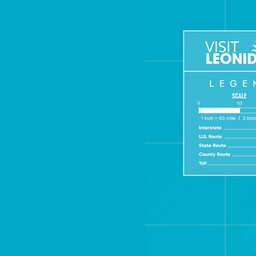 VISIT
LEONID
LEGEN
SCALE
0 0.5
1 inch = 0.5 mile / 2 inch
Interstate
U.S. Route
State Route
County Route
Toll